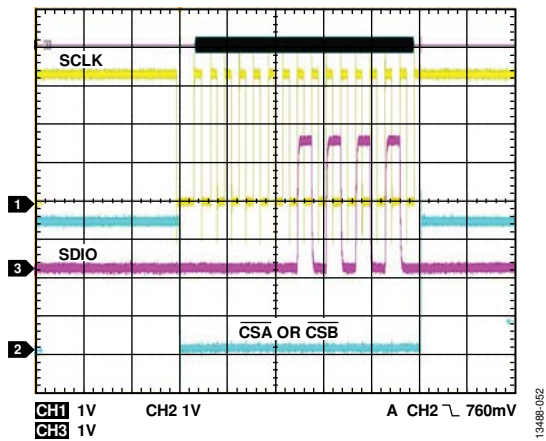 SCLK
1
SDIO
3
CSA OR CSB
2
CH1 1V CH2 1V A CH2 760mV
CH3 1V
13488-052